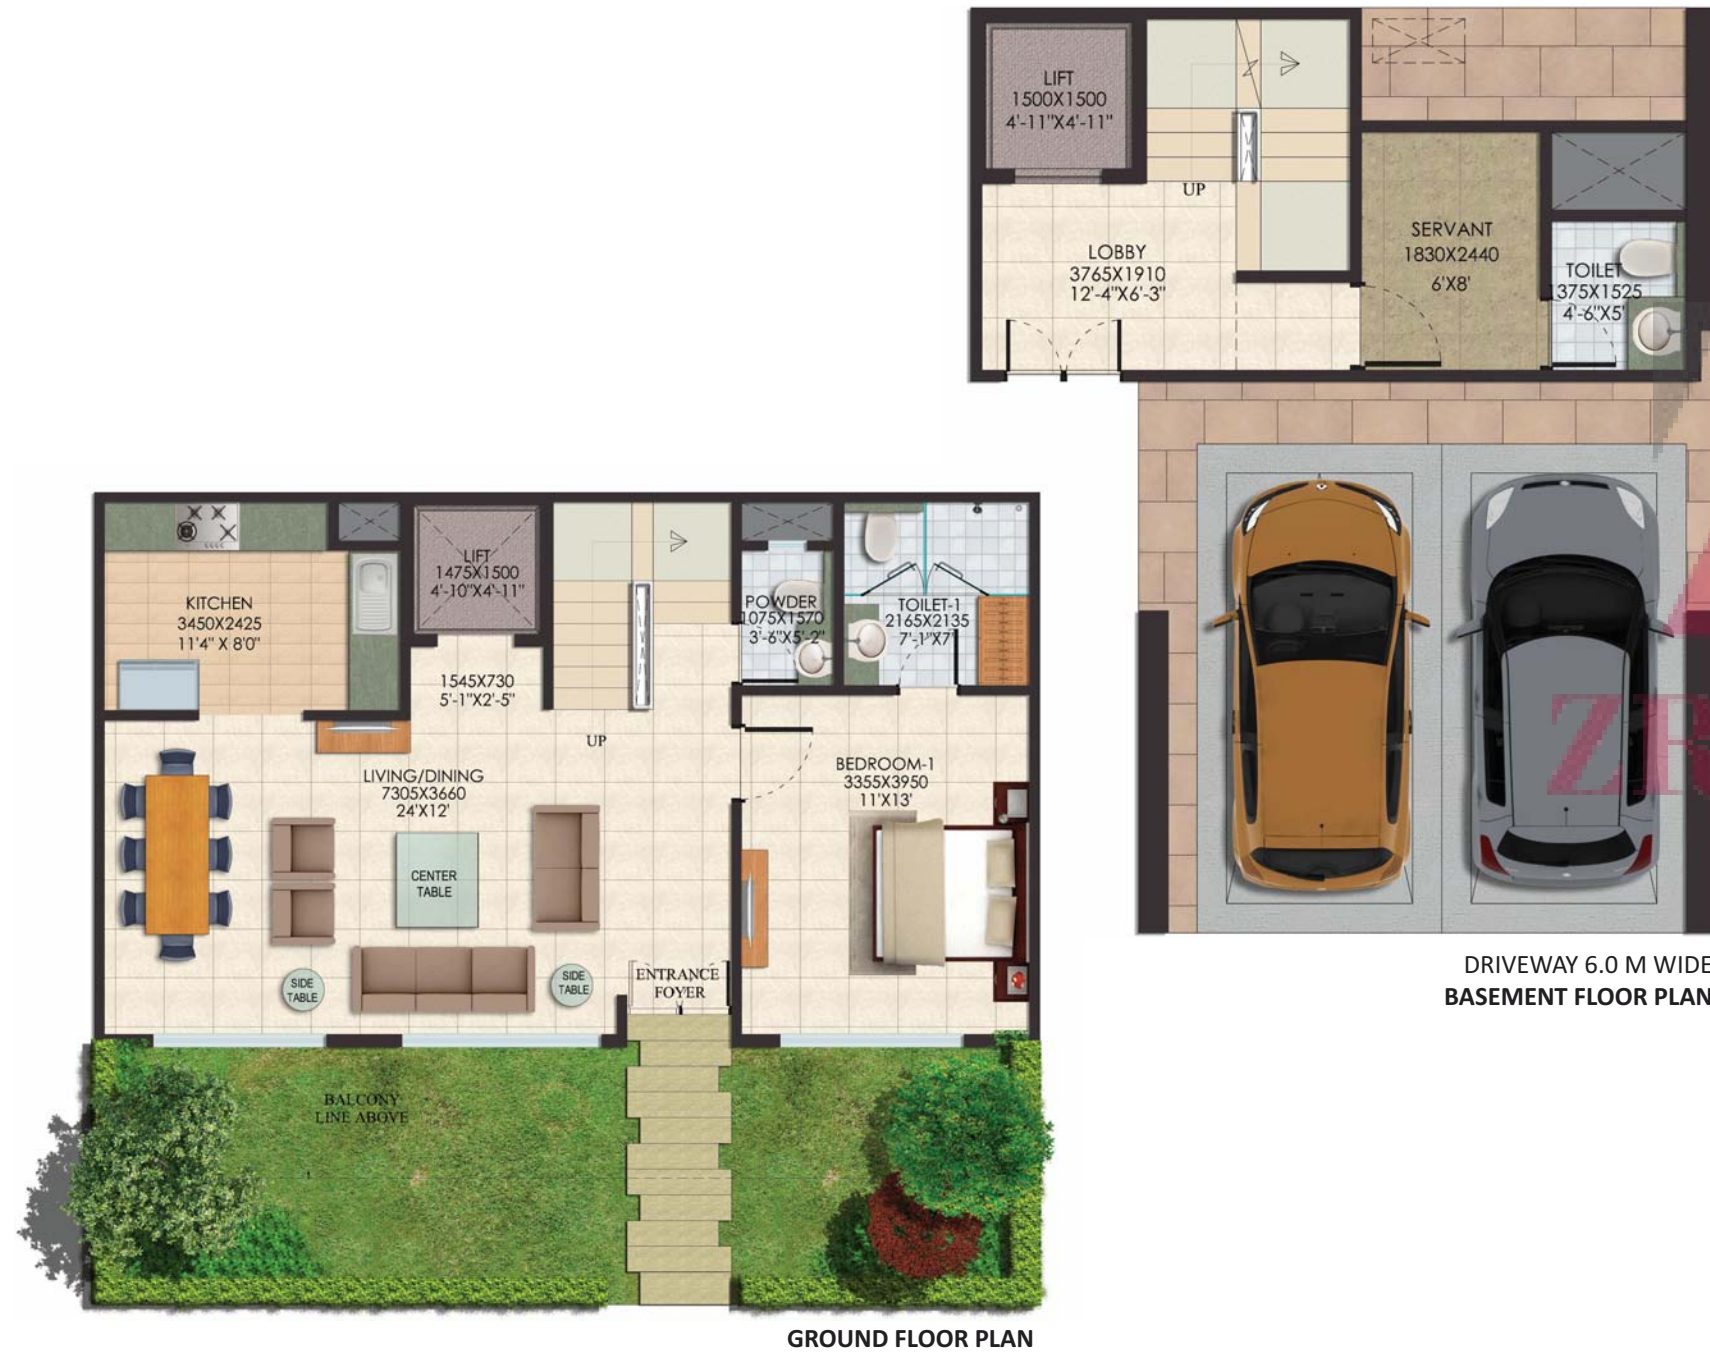 LIFT
1500X1500
4'-11"X4'-11"
UP
LOBBY
3765X1910
12'-4"X6'-3"
SERVANT
1830X2440
6'X8'
TOILET
1375X1525
4'-6"X5'
DRIVEWAY 6.0 M WIDE
BASEMENT FLOOR PLAN
KITCHEN
3450X2425
11'4" X 8'0"
LIFT
1475X1500
4'-10"X4'-11"
1545X730
5'-1"X2'-5"
UP
POWDER
1075X1570
3'-6"X5'-2"
TOILET-1
2165X2135
7'-1"X7'
LIVING/DINING
7305X3660
24'X12'
BEDROOM-1
3355X3950
11'X13'
CENTER
TABLE
SIDE
TABLE
SIDE
TABLE
ENTRANCE
FOYER
BALCONY
LINE ABOVE
GROUND FLOOR PLAN
ZR